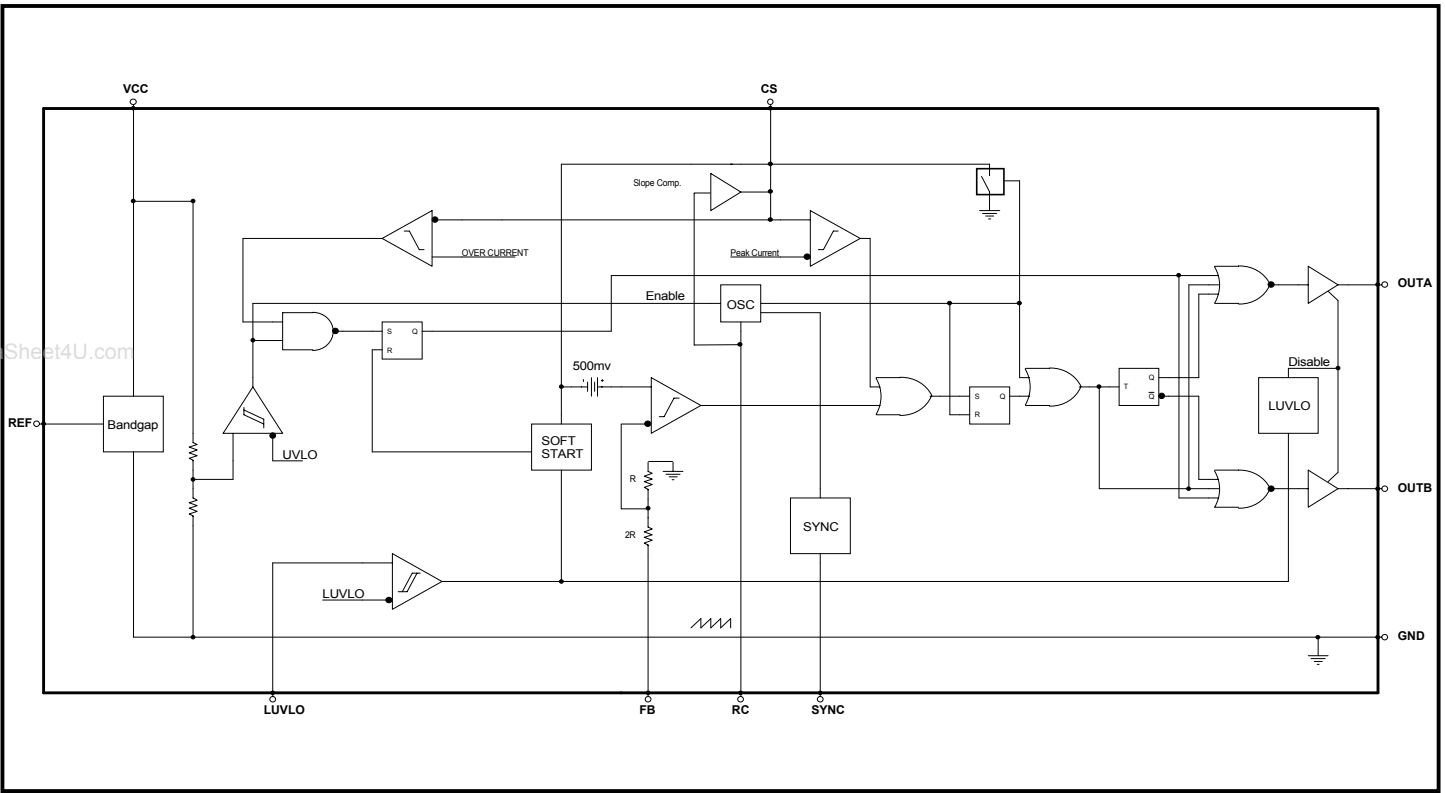 VCC
CS
Slope Comp.
OVER CURRENT
Peak Current
Enable
OSC
OUTA
S Q
R
Sheet4U.com
Disable
500mv
T Q
Q̅
S Q
R
LUVLO
REF
Bandgap
UVLO
SOFT
START
R
OUTB
2R
SYNC
LUVLO
GND
LUVLO
FB
RC
SYNC